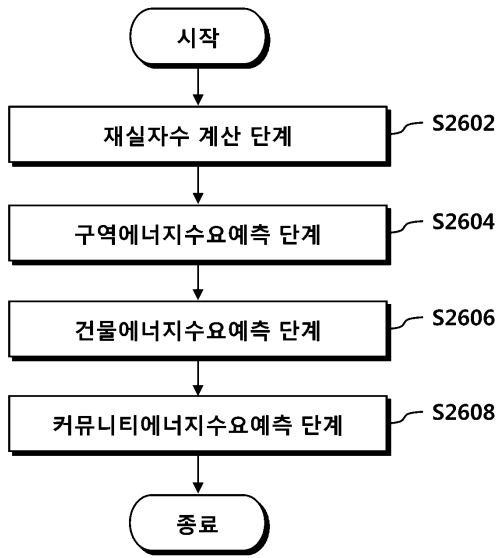 시작
재실자수 계산 단계
S2602
구역에너지수요예측 단계
S2604
건물에너지수요예측 단계
S2606
커뮤니티에너지수요예측 단계
S2608
종료